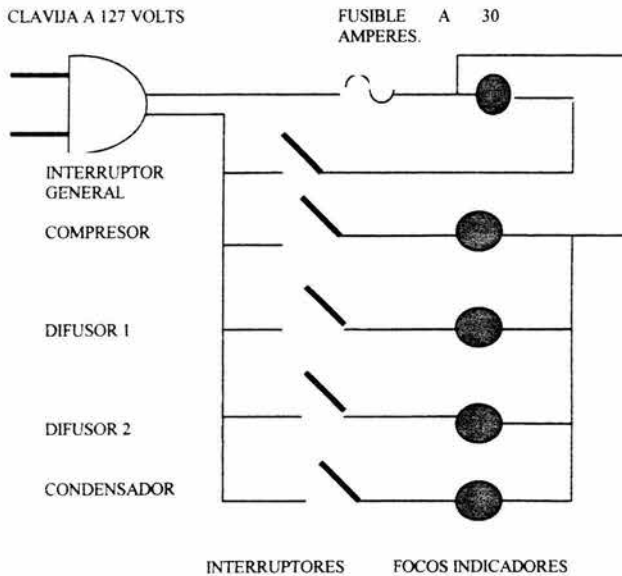 CLAVIJA A 127 VOLTS
FUSIBLE A 30
AMPERES.
INTERRUPTOR
GENERAL
COMPRESOR
DIFUSOR 1
DIFUSOR 2
CONDENSADOR
INTERRUPTORES FOCOS INDICADORES